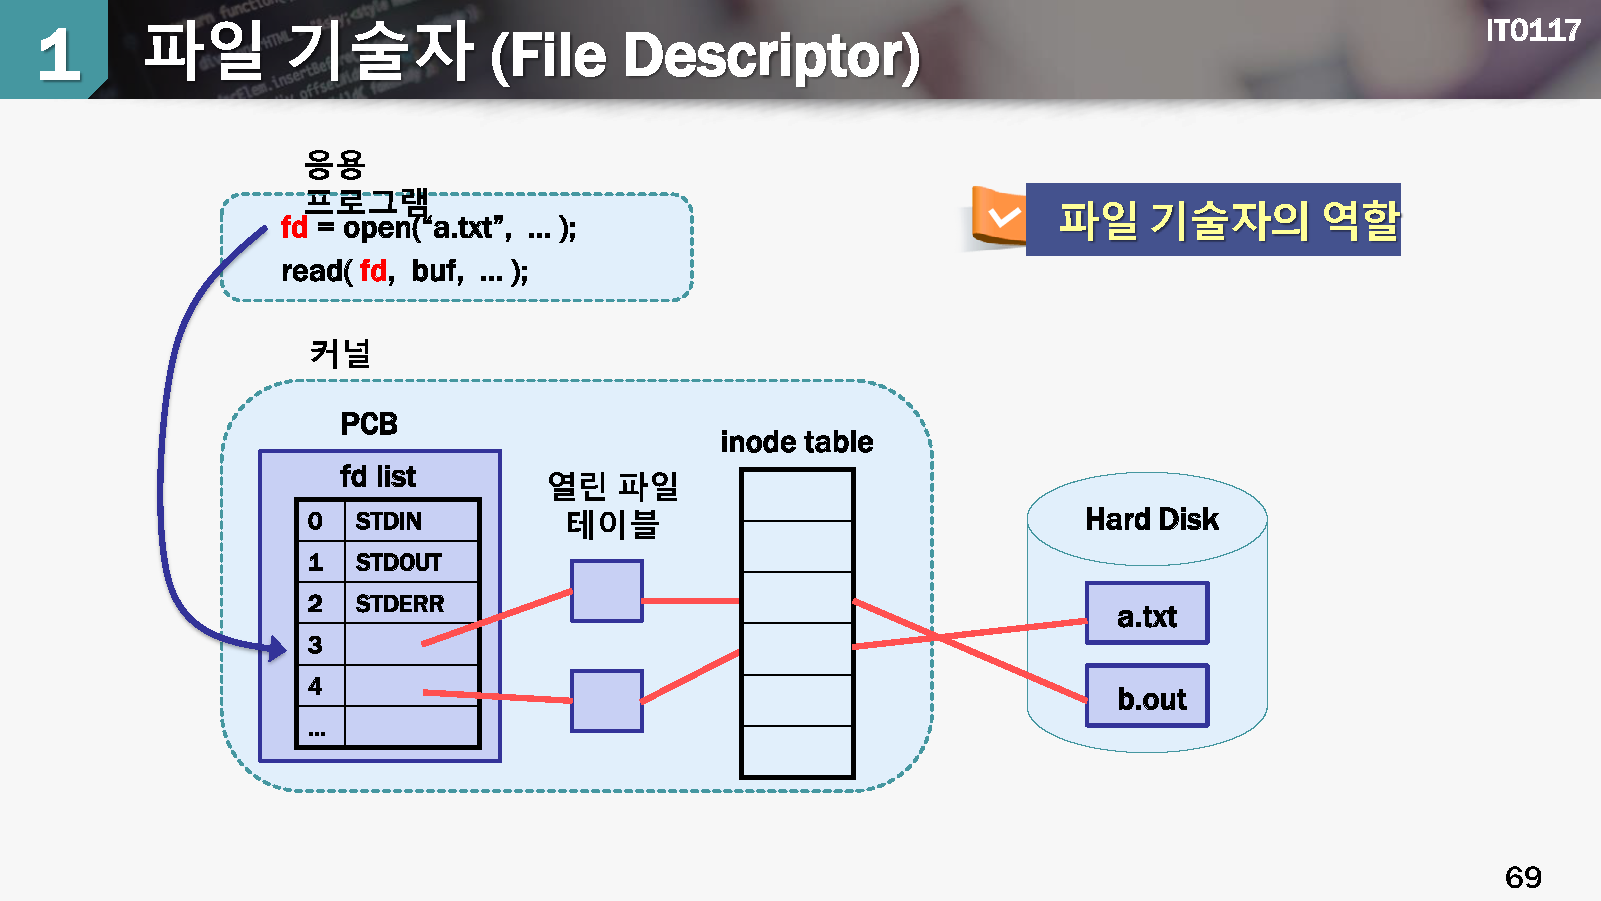 1
파일 기술자 (File Descriptor)
IT0117
응용
프로그램
fd = open(“a.txt”, ... );
read( fd, buf, ... );
파일 기술자의 역할
커널
PCB
fd list
0 STDIN
1 STDOUT
2 STDERR
3
4
...
열린 파일
테이블
inode table
Hard Disk
a.txt
b.out
69